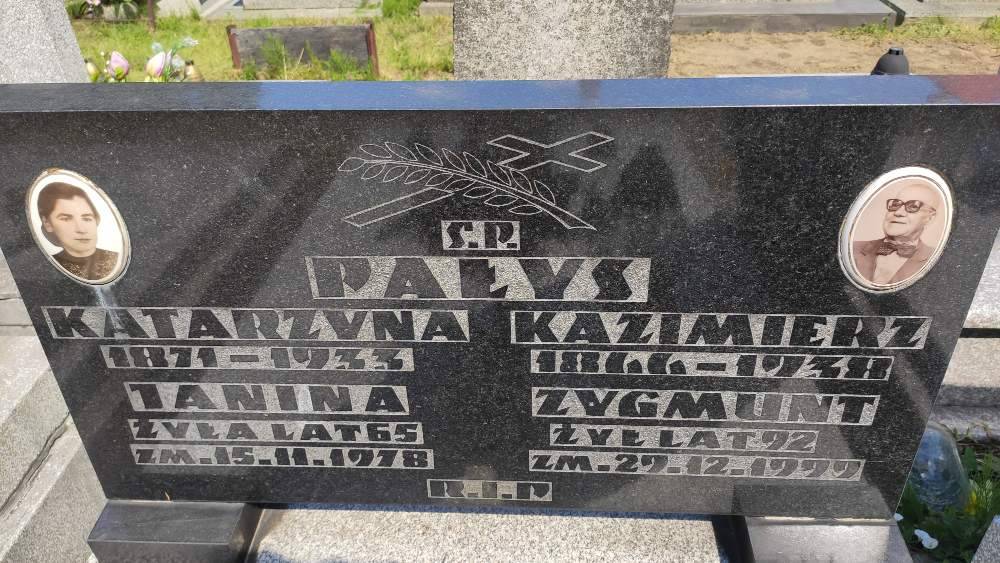 Ś.P.
PAŁYS
KATARZYNA KAZIMIERZ
1871-1933 1866-1938
JANINA ZYGMUNT
ŻYŁA LAT 65 ŻYŁ LAT 92
ZM.15.11.1978 ZM.29.12.1999
R.I.P